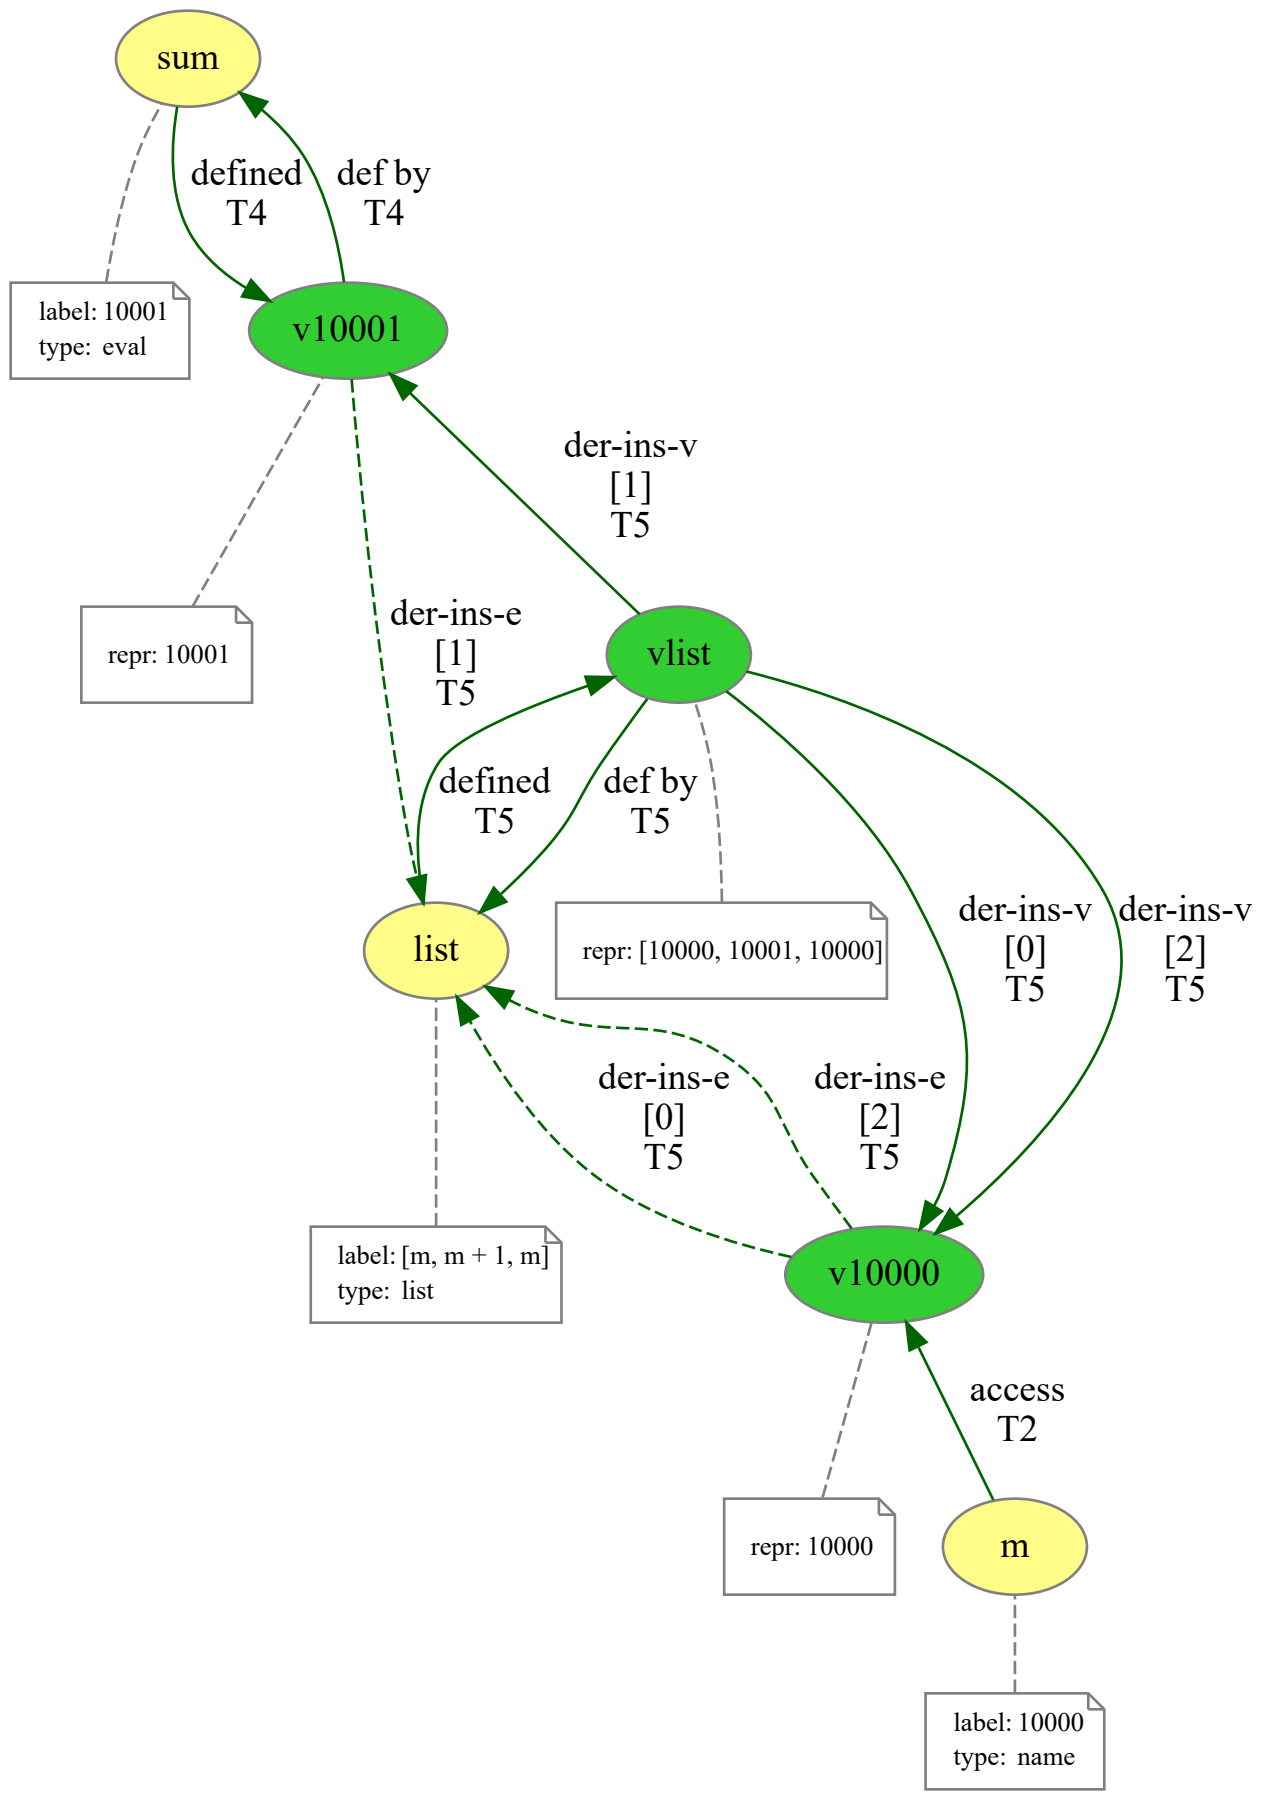 sum
defined
T4
def by
T4
label: 10001
type: eval
v10001
der-ins-v
[1]
T5
der-ins-e
[1]
T5
repr: 10001
vlist
defined
T5
def by
T5
der-ins-v
[0]
T5
der-ins-v
[2]
T5
list
repr: [10000, 10001, 10000]
der-ins-e
[0]
T5
der-ins-e
[2]
T5
label: [m, m + 1, m]
type: list
v10000
access
T2
repr: 10000
m
label: 10000
type: name